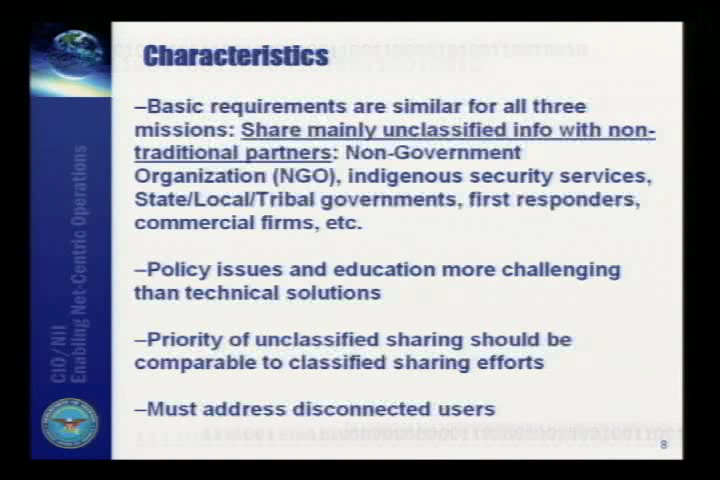 Characteristics
–Basic requirements are similar for all three
missions: Share mainly unclassified info with non-
traditional partners: Non-Government
Organization (NGO), indigenous security services,
State/Local/Tribal governments, first responders,
commercial firms, etc.
–Policy issues and education more challenging
than technical solutions
–Priority of unclassified sharing should be
comparable to classified sharing efforts
–Must address disconnected users
CIO/NII
Enabling Net-Centric Operations
8